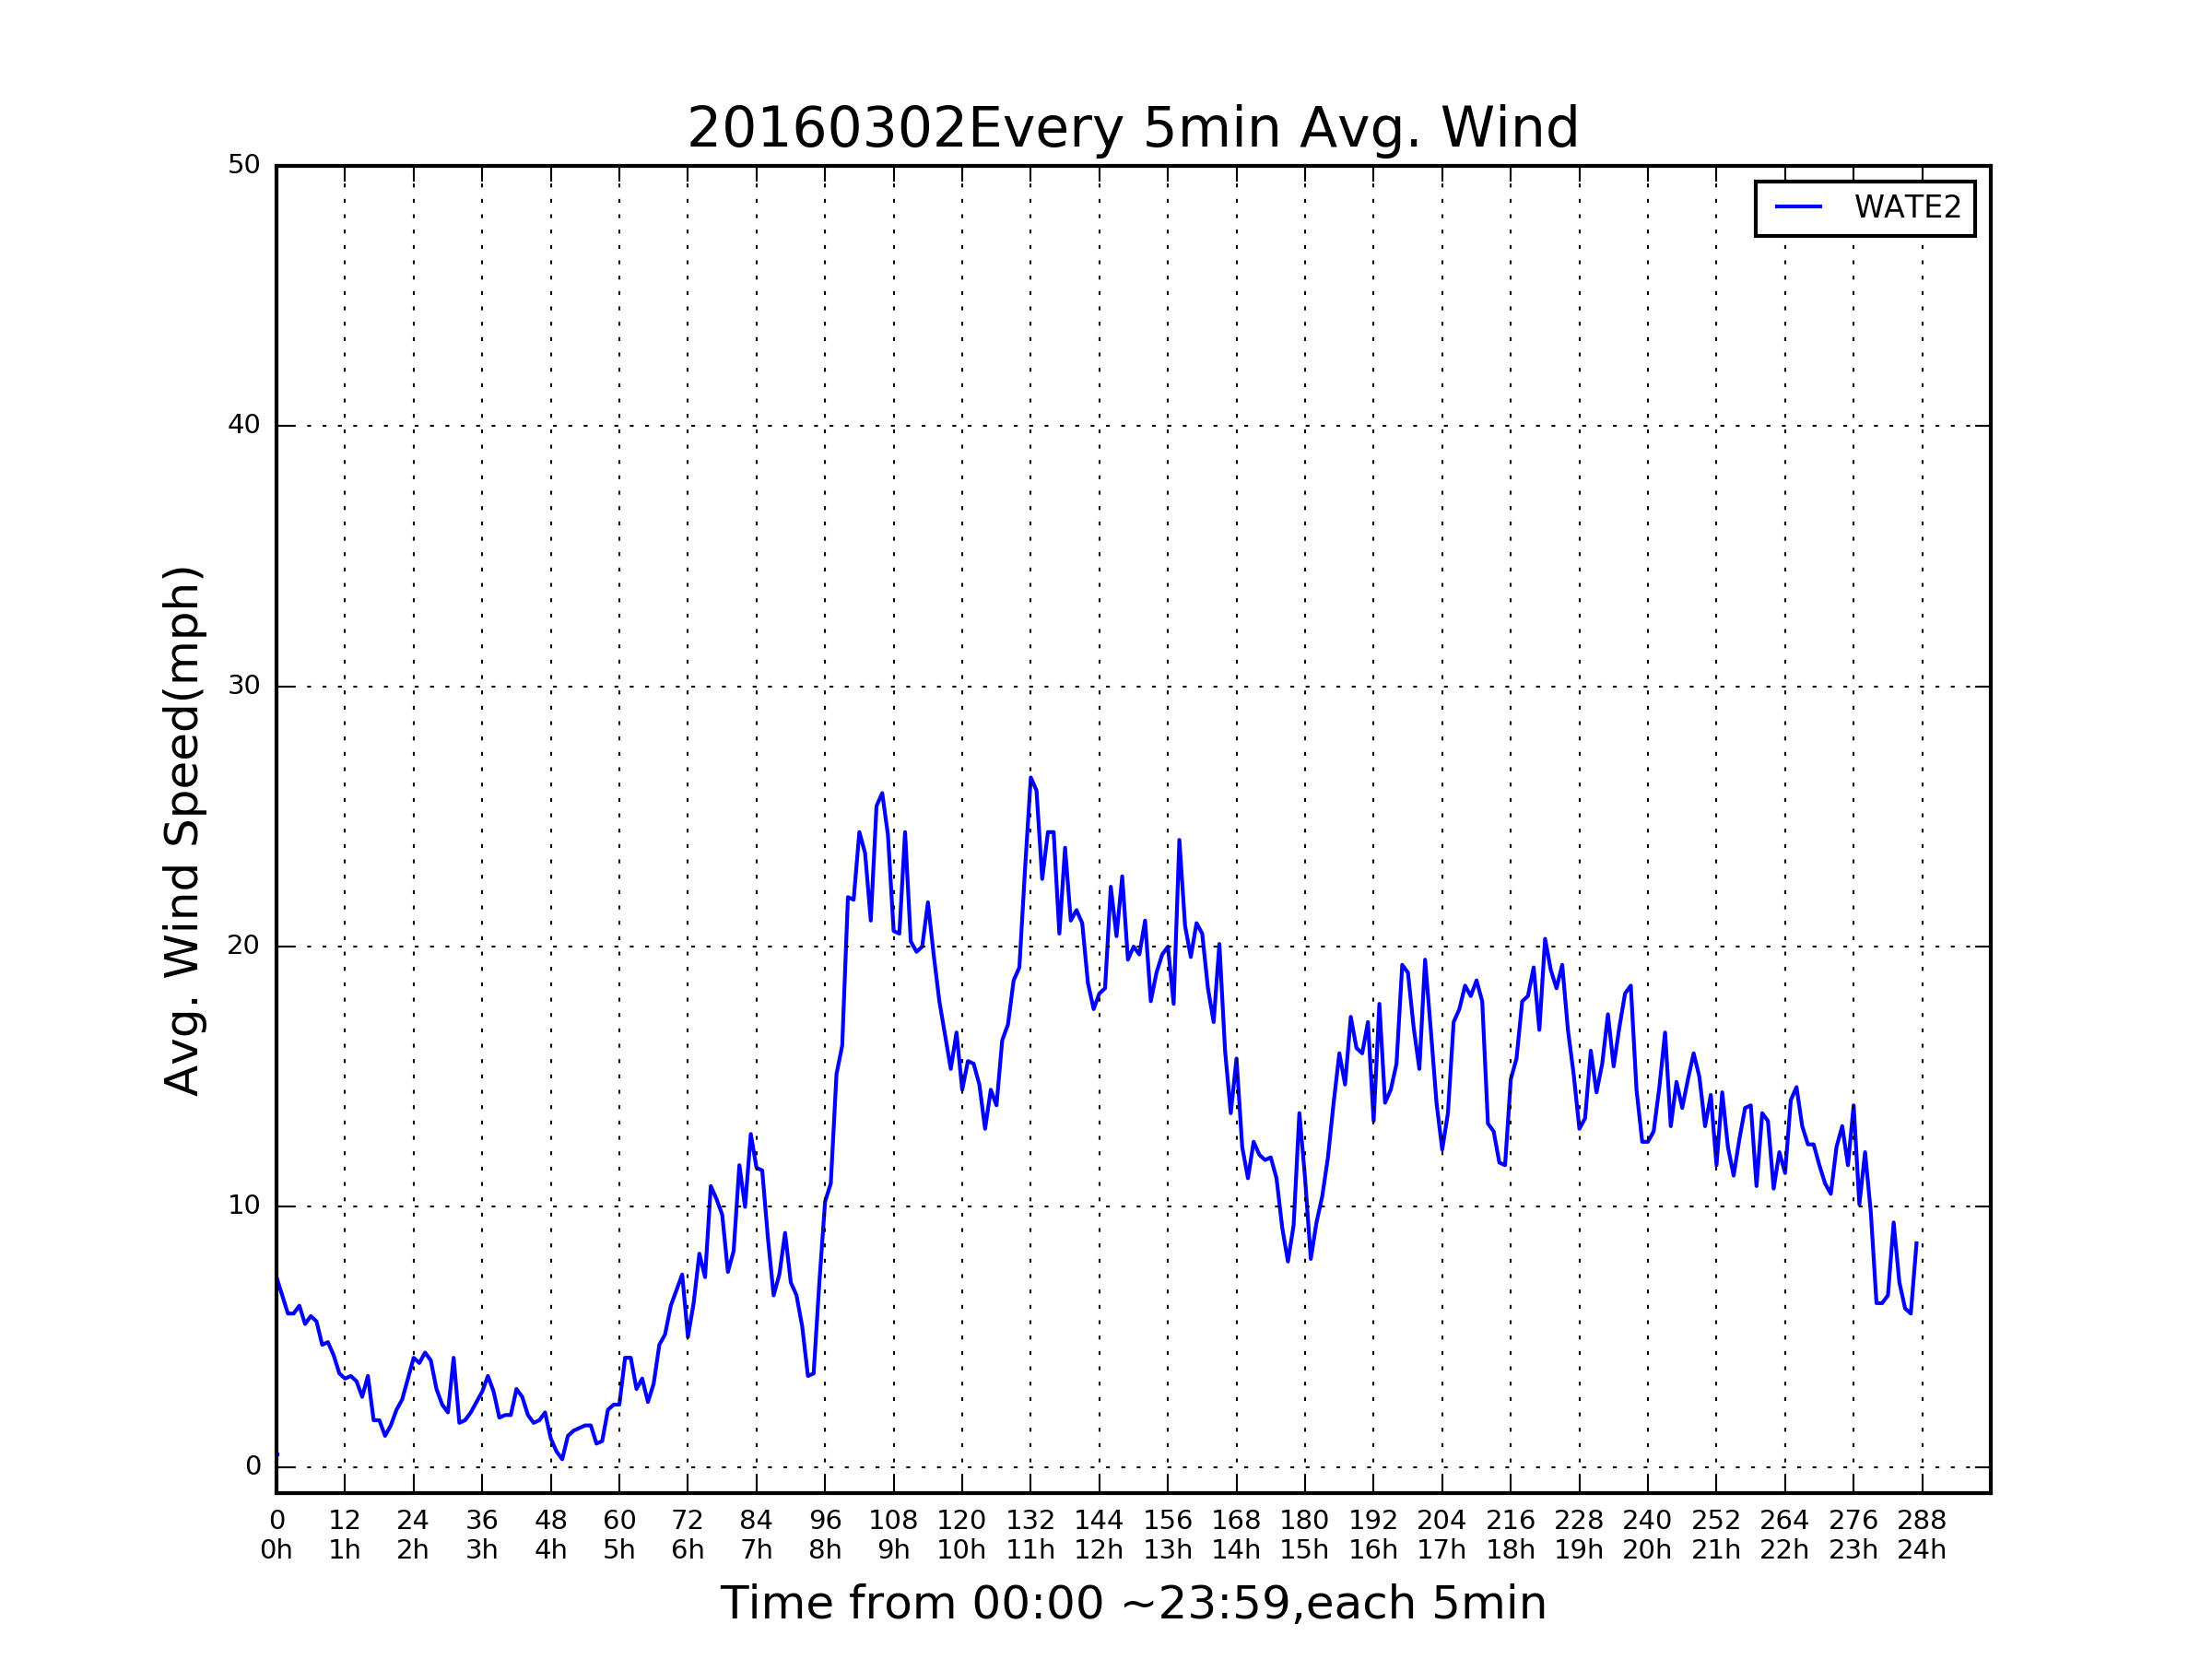 20160302Every 5min Avg. Wind
WATE2
Avg. Wind Speed(mph)
50
40
30
20
10
0
0 12 24 36 48 60 72 84 96 108 120 132 144 156 168 180 192 204 216 228 240 252 264 276 288
0h 1h 2h 3h 4h 5h 6h 7h 8h 9h 10h 11h 12h 13h 14h 15h 16h 17h 18h 19h 20h 21h 22h 23h 24h
Time from 00:00 ~23:59,each 5min